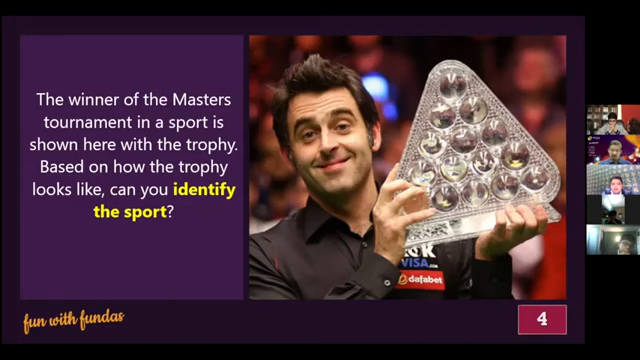 The winner of the Masters
tournament in a sport is
shown here with the trophy.
Based on how the trophy
looks like, can you identify
the sport?
VISA.com
dafabet
fun with fundas
4